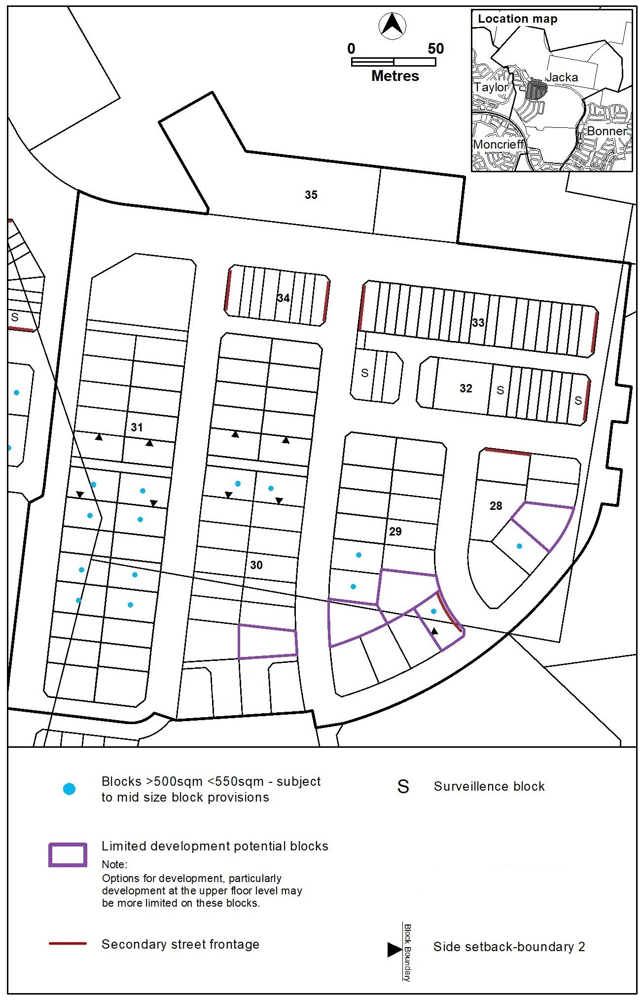 Location map
0 50
Metres
Jacka
Taylor
Bonner
Moncrieff
35
34
33
S
S
32
S
S
31
28
29
30
Blocks >500sqm <550sqm - subject
to mid size block provisions
S Surveillence block
Limited development potential blocks
Note:
Options for development, particularly
development at the upper floor level may
be more limited on these blocks.
Secondary street frontage
Block Boundary
Side setback-boundary 2